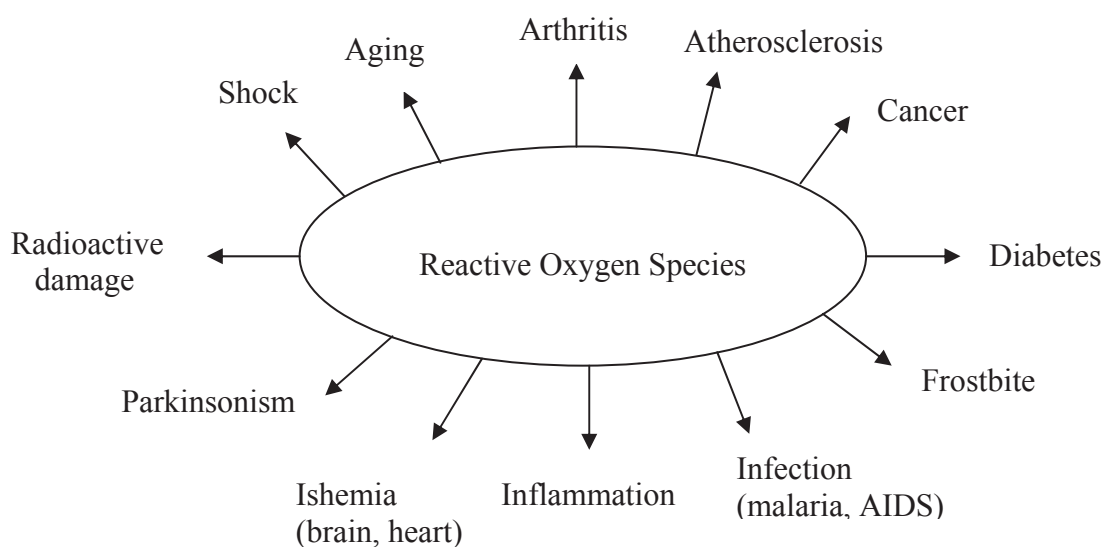 Arthritis
Atherosclerosis
Aging
Shock
Cancer
Radioactive
damage
Reactive Oxygen Species
Diabetes
Parkinsonism
Frostbite
Ishemia
(brain, heart)
Inflammation
Infection
(malaria, AIDS)